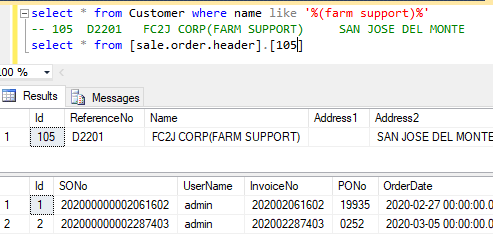 select * from Customer where name like '%(farm support)%'
-- 105 D2201 FC2J CORP(FARM SUPPORT) SAN JOSE DEL MONTE
select * from [sale.order.header].[105]
00 %
Results Messages
Id ReferenceNo Name Address1 Address2
1 105 D2201 FC2J CORP(FARM SUPPORT) SAN JOSE DEL MONTE
Id SONo UserName InvoiceNo PONo OrderDate
1 1 202000000002061602 admin 202002061602 19935 2020-02-27 00:00:00.0
2 2 202000000002287403 admin 202002287403 0252 2020-03-05 00:00:00.0